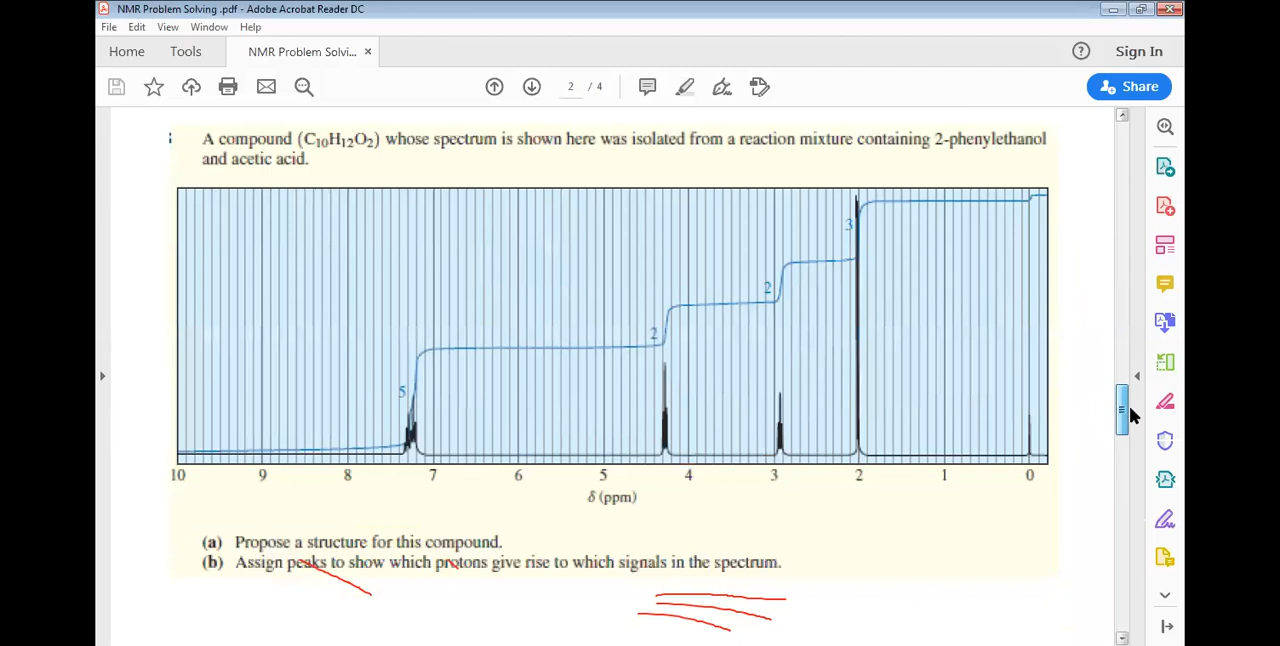 NMR Problem Solving .pdf - Adobe Acrobat Reader DC
File Edit View Window Help
Home Tools NMR Problem Solvi... × ? Sign In
2 / 4 Share
A compound (C₁₀H₁₂O₂) whose spectrum is shown here was isolated from a reaction mixture containing 2-phenylethanol
and acetic acid.
3
2
2
5
10 9 8 7 6 5 4 3 2 1 0
δ (ppm)
(a) Propose a structure for this compound.
(b) Assign peaks to show which protons give rise to which signals in the spectrum.